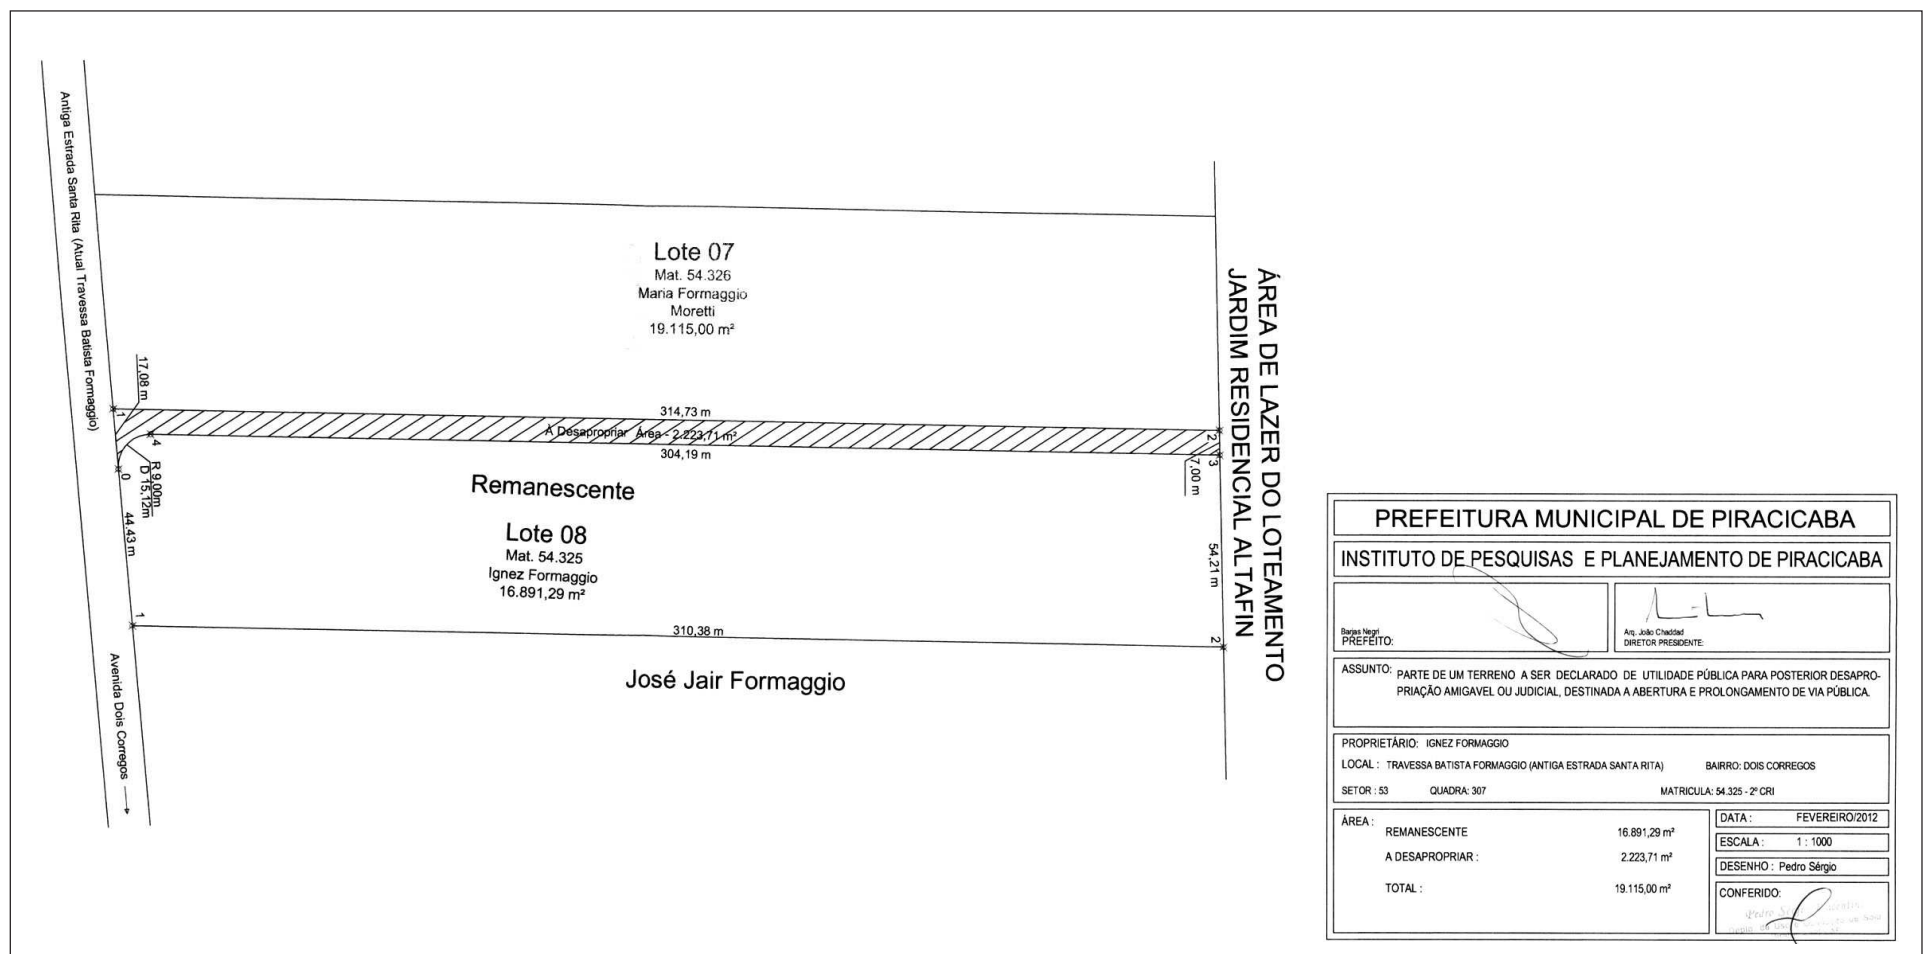 Antiga Estrada Santa Rita (Atual Travessa Batista Formaggio)
Lote 07
Mat. 54.326
Maria Formaggio
Moretti
19.115,00 m²
17,08 m
1
314,73 m
2
À Desapropriar Área - 2.223,71 m²
4
304,19 m
3
7,00 m
0
R 9,00m
D 15,12m
Remanescente
44.43 m
Lote 08
Mat. 54.325
Ignez Formaggio
16.891,29 m²
54,21 m
1
310,38 m
2
José Jair Formaggio
Avenida Dois Corregos
ÁREA DE LAZER DO LOTEAMENTO
JARDIM RESIDENCIAL ALTAFIN
PREFEITURA MUNICIPAL DE PIRACICABA
INSTITUTO DE PESQUISAS E PLANEJAMENTO DE PIRACICABA
Barjas Negri
PREFEITO:
Arq. João Chaddad
DIRETOR PRESIDENTE:
ASSUNTO: PARTE DE UM TERRENO A SER DECLARADO DE UTILIDADE PÚBLICA PARA POSTERIOR DESAPRO-
PRIAÇÃO AMIGAVEL OU JUDICIAL, DESTINADA A ABERTURA E PROLONGAMENTO DE VIA PÚBLICA.
PROPRIETÁRIO: IGNEZ FORMAGGIO
LOCAL : TRAVESSA BATISTA FORMAGGIO (ANTIGA ESTRADA SANTA RITA) BAIRRO: DOIS CORREGOS
SETOR : 53 QUADRA: 307 MATRICULA: 54.325 - 2º CRI
ÁREA :
REMANESCENTE 16.891,29 m²
A DESAPROPRIAR : 2.223,71 m²
TOTAL : 19.115,00 m²
DATA : FEVEREIRO/2012
ESCALA : 1 : 1000
DESENHO : Pedro Sérgio
CONFERIDO: